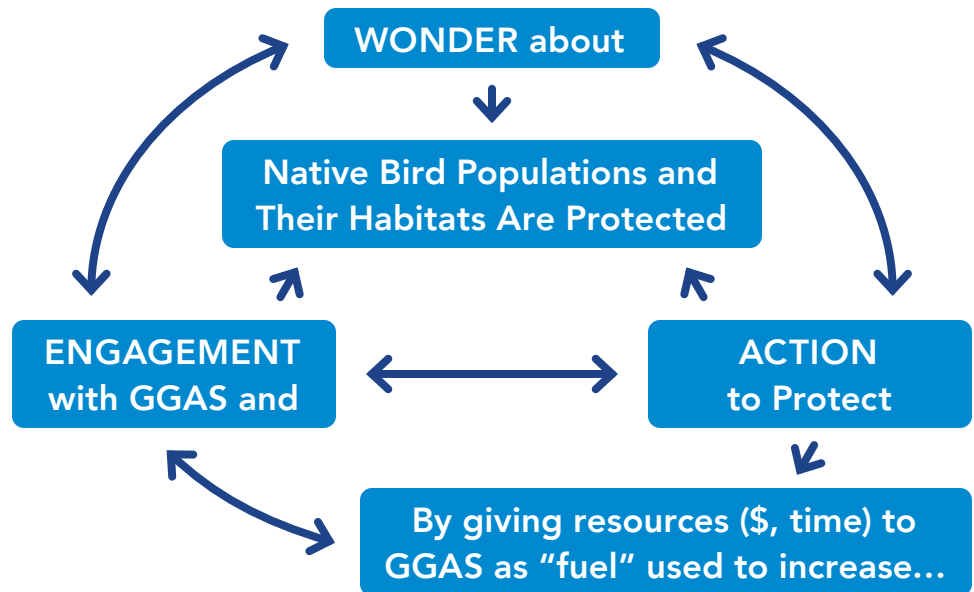 WONDER about
Native Bird Populations and
Their Habitats Are Protected
ENGAGEMENT
with GGAS and
ACTION
to Protect
By giving resources ($, time) to
GGAS as “fuel” used to increase…